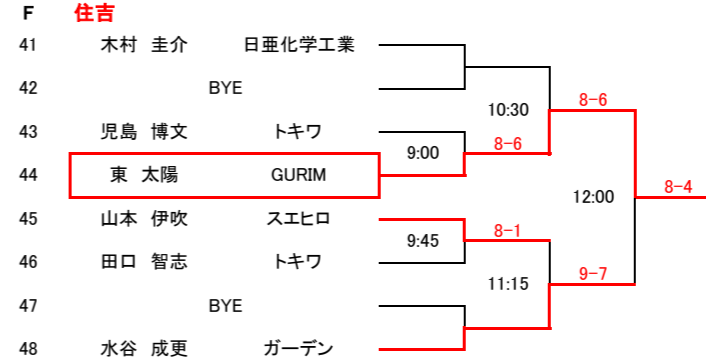 F 住吉
41 木村 圭介 日亜化学工業
42 BYE
8-6
10:30
43 児島 博文 トキワ
9:00
8-6
44 東 太陽 GURIM
8-4
12:00
45 山本 伊吹 スエヒロ
8-1
9:45
46 田口 智志 トキワ
9-7
11:15
47 BYE
48 水谷 成更 ガーデン